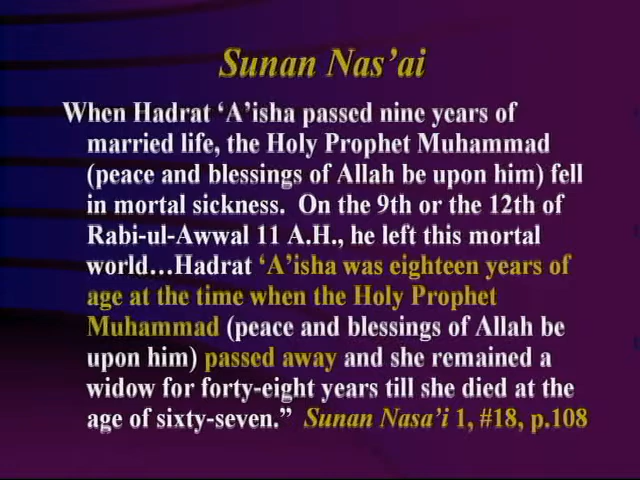 Sunan Nas'ai
When Hadrat 'A'isha passed nine years of
married life, the Holy Prophet Muhammad
(peace and blessings of Allah be upon him) fell
in mortal sickness. On the 9th or the 12th of
Rabi-ul-Awwal 11 A.H., he left this mortal
world…Hadrat 'A'isha was eighteen years of
age at the time when the Holy Prophet
Muhammad (peace and blessings of Allah be
upon him) passed away and she remained a
widow for forty-eight years till she died at the
age of sixty-seven.” Sunan Nasa'i 1, #18, p.108